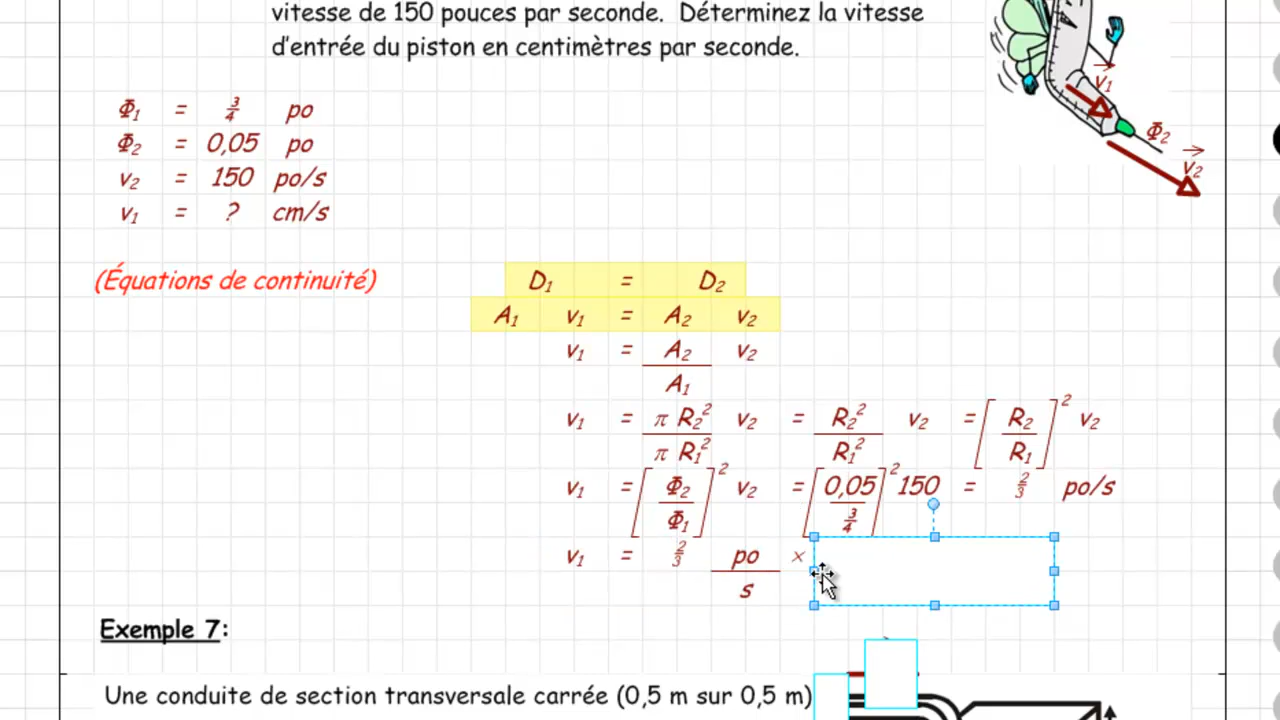 vitesse de 150 pouces par seconde. Déterminez la vitesse
d'entrée du piston en centimètres par seconde.
v₁
Φ₂
v₂
Φ₁ = ¾ po
Φ₂ = 0,05 po
v₂ = 150 po/s
v₁ = ? cm/s
(Équations de continuité) D₁ = D₂
A₁ v₁ = A₂ v₂
v₁ = A₂/A₁ v₂
v₁ = π R₂²/π R₁² v₂ = R₂²/R₁² v₂ = [R₂/R₁]² v₂
v₁ = [Φ₂/Φ₁]² v₂ = [0,05/¾]² 150 = ⅔ po/s
v₁ = ⅔ po/s ×
Exemple 7:
Une conduite de section transversale carrée (0,5 m sur 0,5 m)